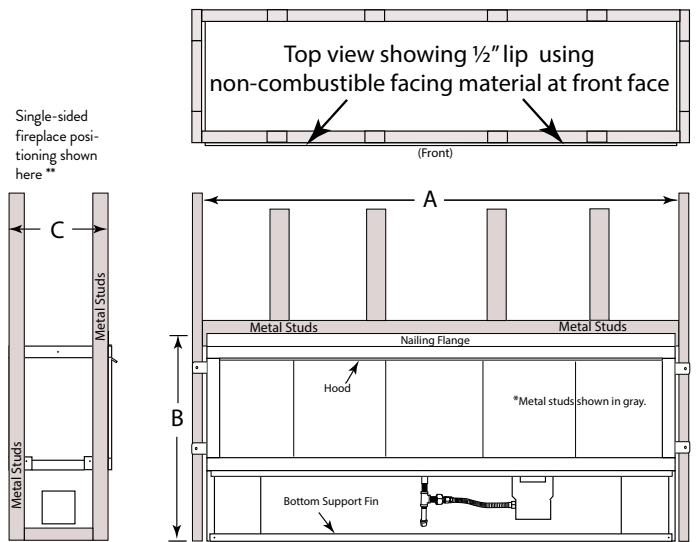 Top view showing ½" lip using
non-combustible facing material at front face
(Front)
Single-sided
fireplace posi-
tioning shown
here **
C
A
Metal Studs
Metal Studs
Metal Studs
Nailing Flange
Hood
*Metal studs shown in gray.
B
Metal Studs
Bottom Support Fin